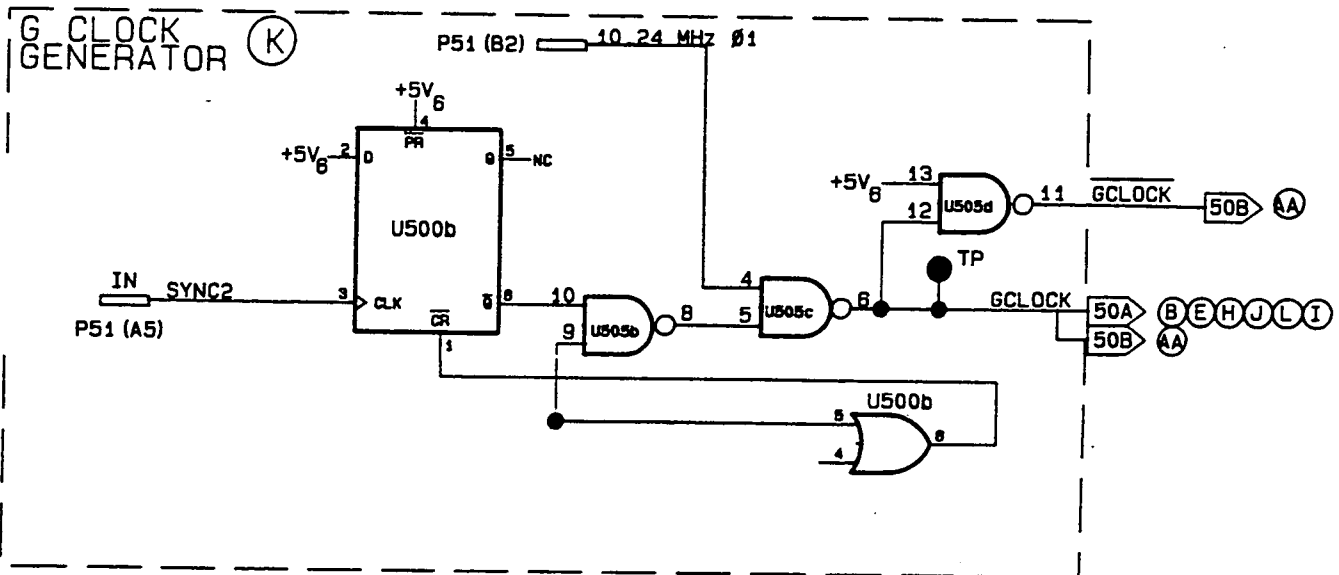 G CLOCK
GENERATOR
K
P51 (B2)
10.24 MHz Ø1
+5V6
4
PR
+5V6
2
D
Q
5
NC
U500b
IN
SYNC2
P51 (A5)
3
CLK
Q
6
CR
1
10
9
U505b
8
4
5
U505c
6
+5V6
13
12
U505d
11
GCLOCK
50B
AA
TP
GCLOCK
50A
B E H J L I
50B
AA
U500b
5
4
6